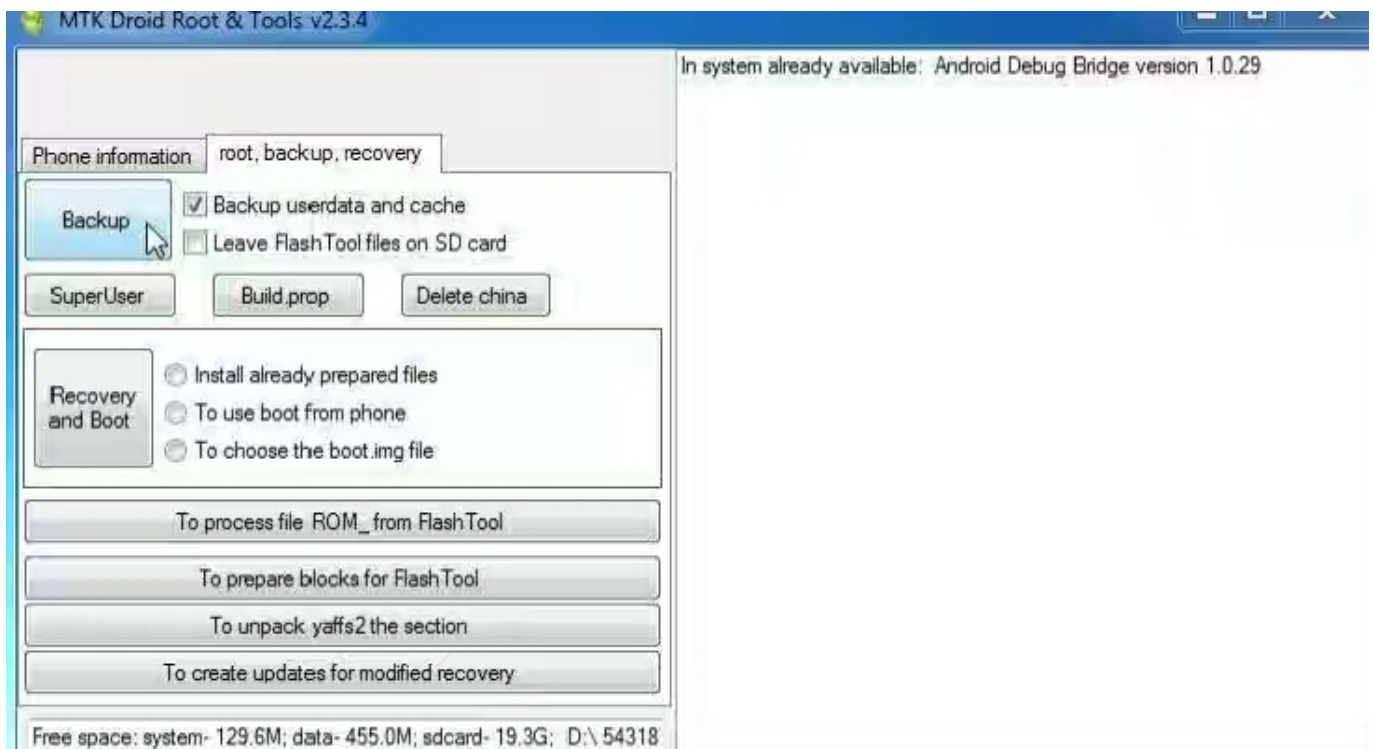 MTK Droid Root & Tools v2.3.4
In system already available: Android Debug Bridge version 1.0.29
Phone information
root, backup, recovery
Backup
Backup userdata and cache
Leave FlashTool files on SD card
SuperUser
Build.prop
Delete china
Recovery
and Boot
Install already prepared files
To use boot from phone
To choose the boot.img file
To process file ROM_ from FlashTool
To prepare blocks for FlashTool
To unpack yaffs2 the section
To create updates for modified recovery
Free space: system- 129.6M; data- 455.0M; sdcard- 19.3G; D:\ 54318